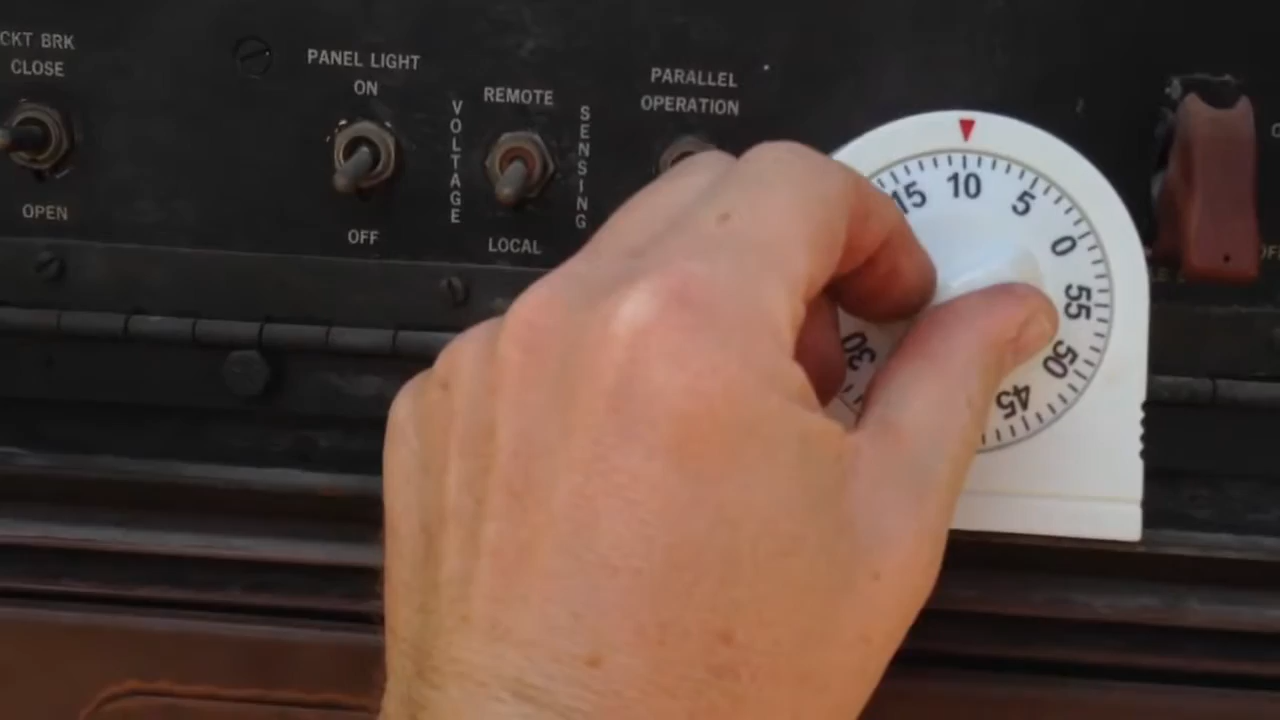 CKT BRK
CLOSE
OPEN
PANEL LIGHT
ON
OFF
VOLTAGE
REMOTE
LOCAL
SENSING
PARALLEL
OPERATION
15
10
5
0
55
50
45
30